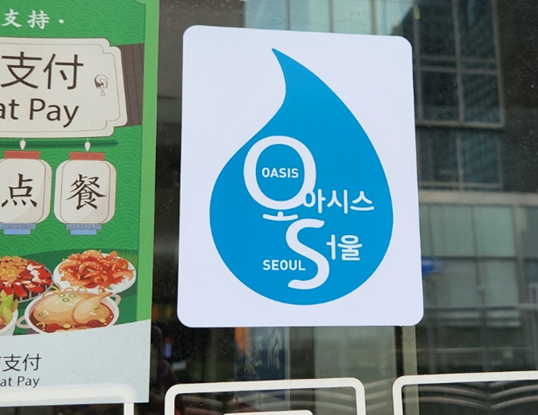 支持·
支付
at Pay
点 餐
支付
at Pay
OASIS
오아시스
서울
SEOUL